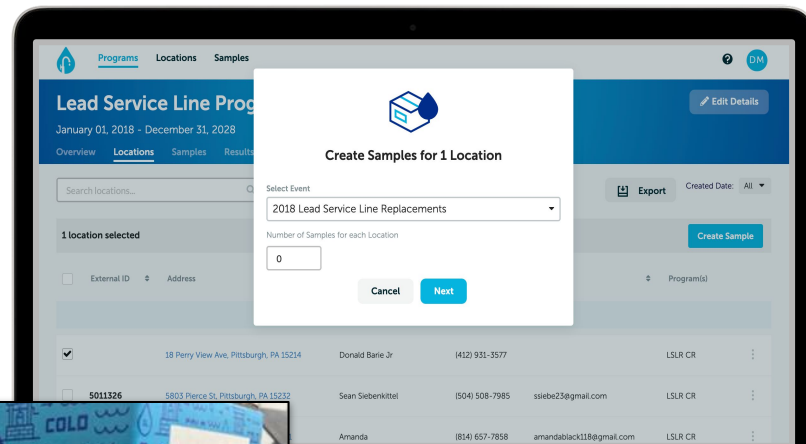 Programs Locations Samples
DM
Lead Service Line Prog
Edit Details
January 01, 2018 - December 31, 2028
Overview Locations Samples Results
Create Samples for 1 Location
Search locations...
Select Event
2018 Lead Service Line Replacements
Export Created Date: All
1 location selected
Number of Samples for each Location
0
Create Sample
External ID Address Program(s)
Cancel Next
18 Perry View Ave, Pittsburgh, PA 15214 Donald Barie Jr (412) 931-3577 LSLR CR
5011326 5803 Pierce St, Pittsburgh, PA 15232 Sean Siebenkittel (504) 508-7985 ssiebe23@gmail.com LSLR CR
COLD
Amanda (814) 657-7858 amandablack118@gmail.com LSLR CR